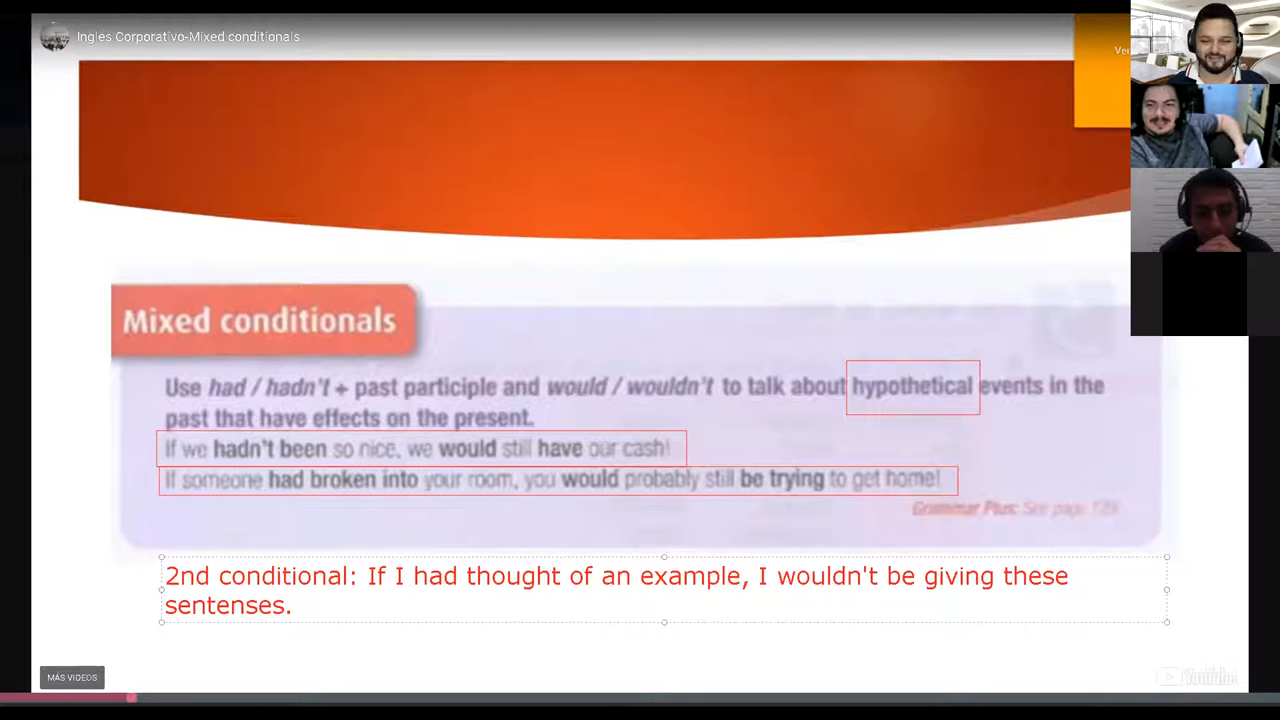 Ingles Corporativo-Mixed conditionals
Ver
Mixed conditionals
Use had / hadn't + past participle and would / wouldn't to talk about hypothetical events in the
past that have effects on the present.
If we hadn't been so nice, we would still have our cash!
If someone had broken into your room, you would probably still be trying to get home!
Grammar Plus: See page
2nd conditional: If I had thought of an example, I wouldn't be giving these
sentenses.
MÁS VIDEOS
YouTube